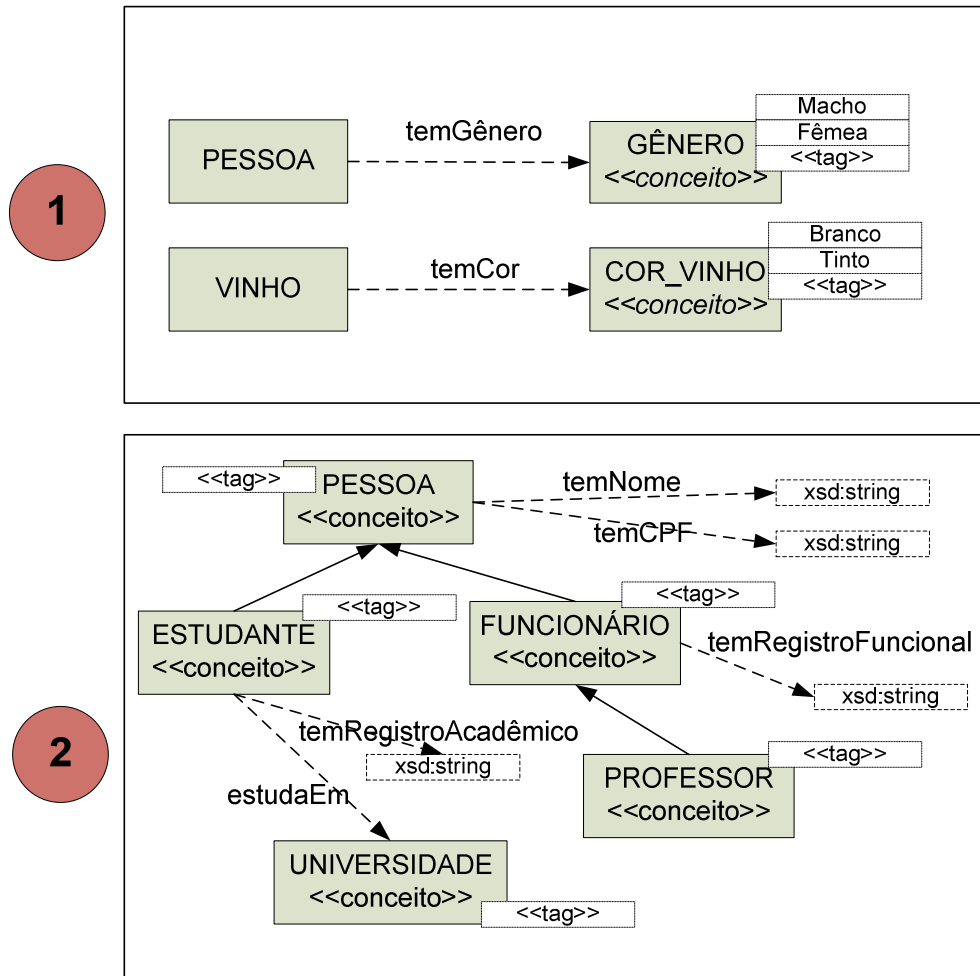 1
PESSOA
temGênero
GÊNERO
<<conceito>>
Macho
Fêmea
<<tag>>
VINHO
temCor
COR_VINHO
<<conceito>>
Branco
Tinto
<<tag>>
2
<<tag>>
PESSOA
<<conceito>>
temNome
xsd:string
temCPF
xsd:string
<<tag>>
ESTUDANTE
<<conceito>>
<<tag>>
FUNCIONÁRIO
<<conceito>>
temRegistroFuncional
xsd:string
temRegistroAcadêmico
xsd:string
<<tag>>
PROFESSOR
<<conceito>>
estudaEm
UNIVERSIDADE
<<conceito>>
<<tag>>